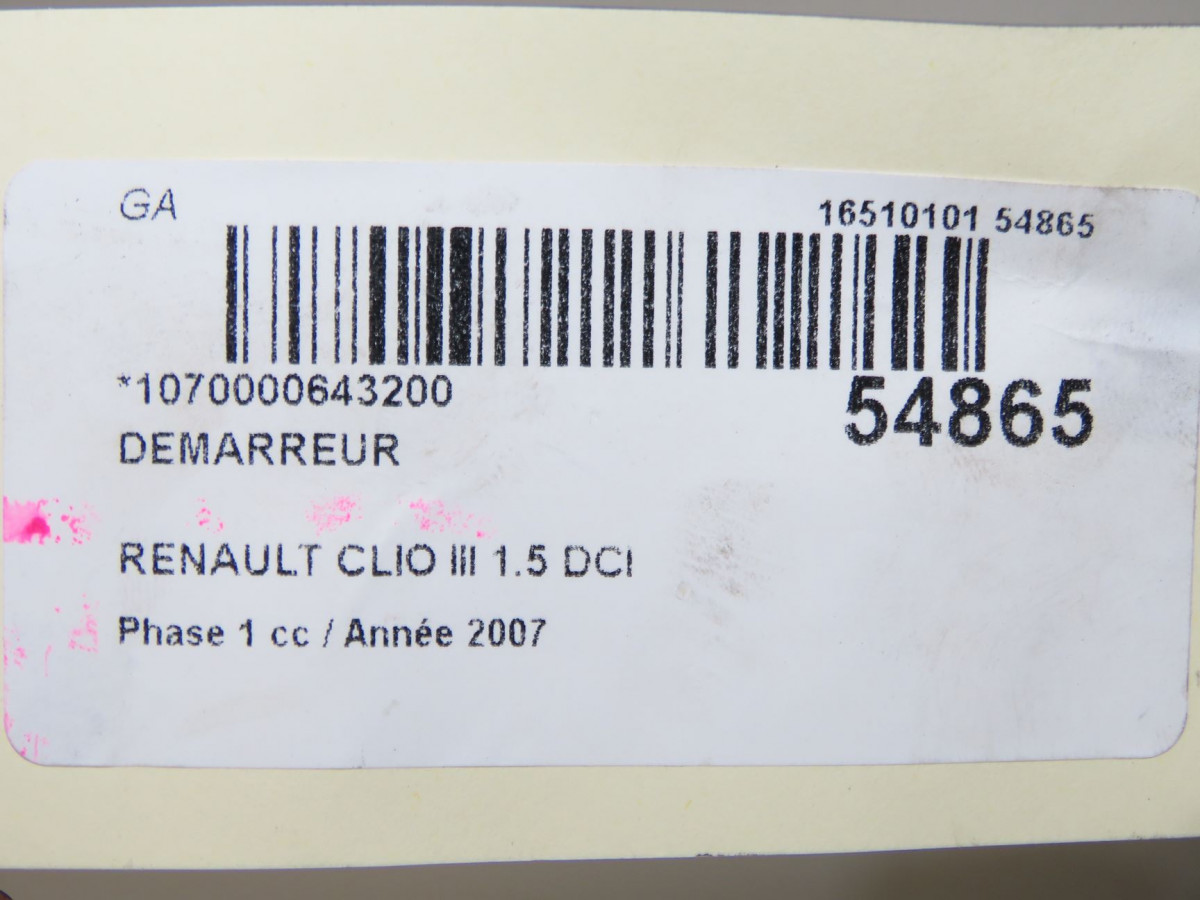 GA
16510101 54865
*1070000643200
54865
DEMARREUR
RENAULT CLIO III 1.5 DCI
Phase 1 cc / Année 2007